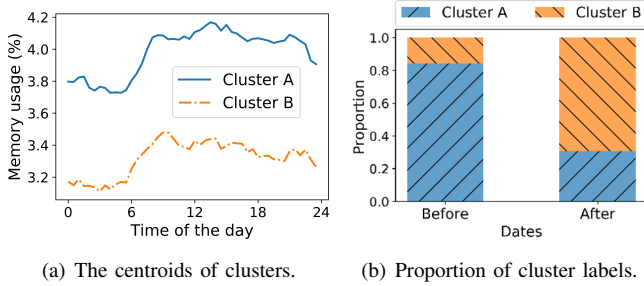 4.2
4.0
3.8
3.6
3.4
3.2
Memory usage (%)
Cluster A
Cluster B
0
6
12
18
24
Time of the day
(a) The centroids of clusters.
Cluster A
Cluster B
1.0
0.8
0.6
0.4
0.2
0.0
Proportion
Before
After
Dates
(b) Proportion of cluster labels.